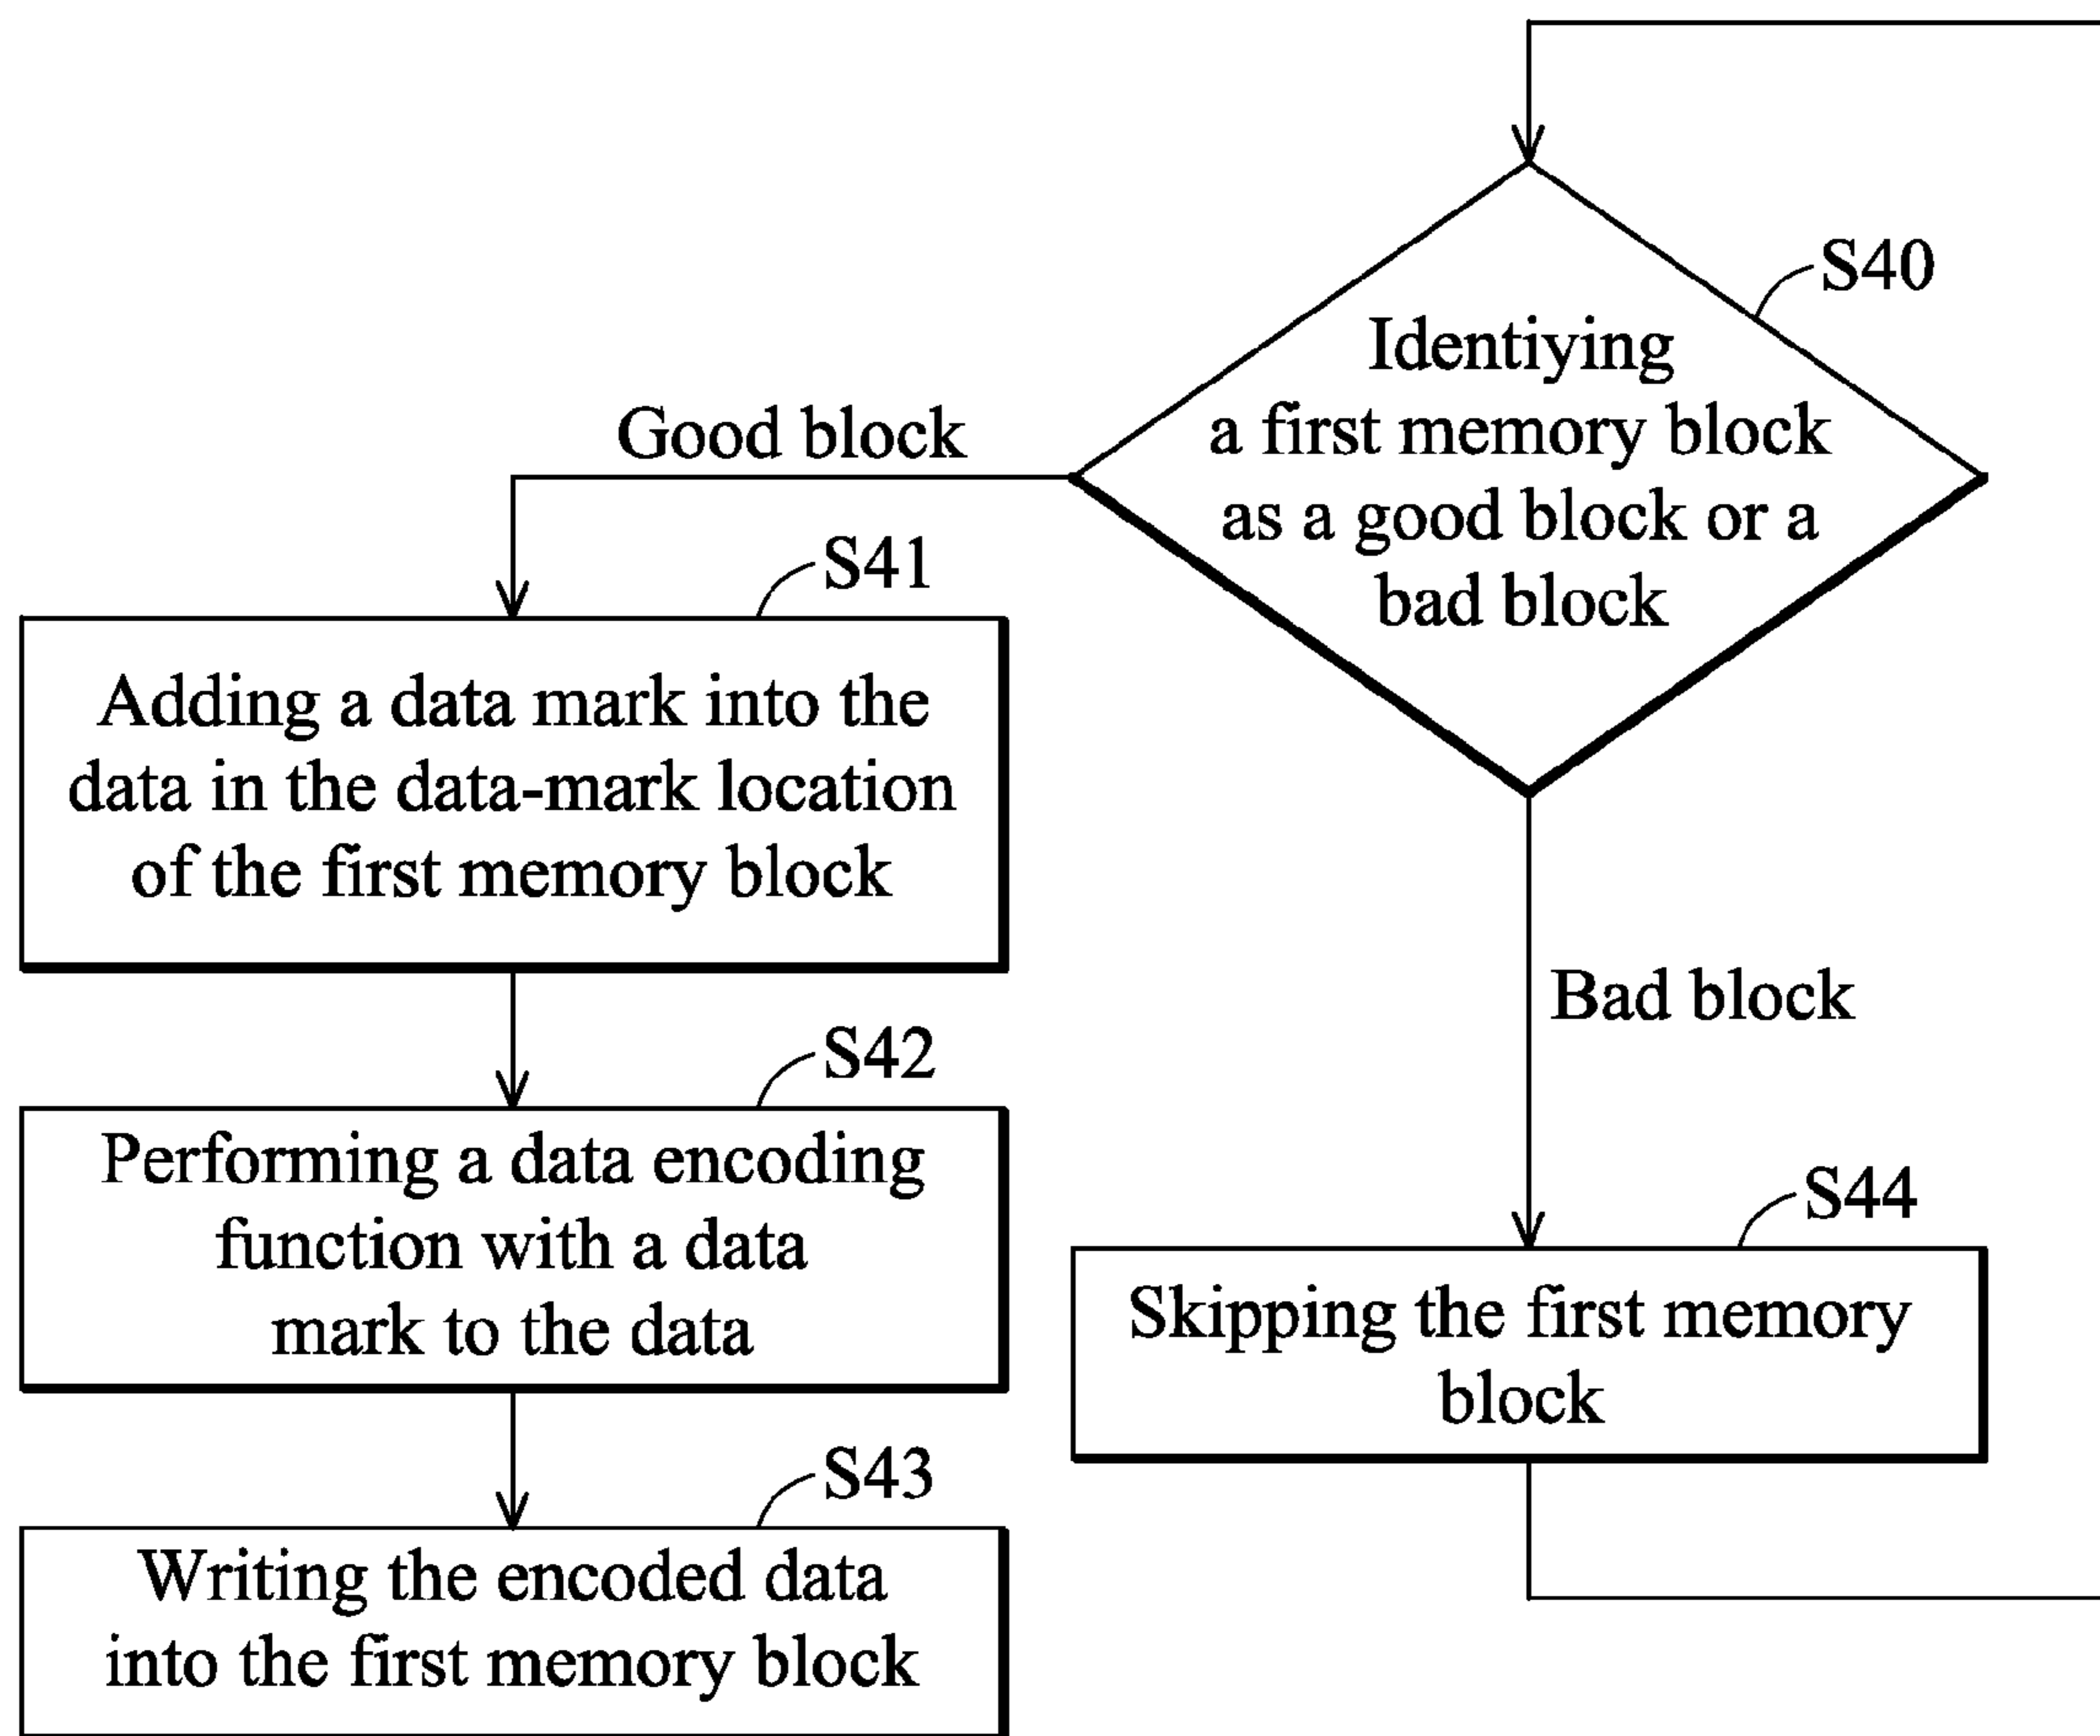 S40
Identiying
a first memory block
as a good block or a
bad block
Good block
S41
Adding a data mark into the
data in the data-mark location
of the first memory block
Bad block
S42
Performing a data encoding
function with a data
mark to the data
S44
Skipping the first memory
block
S43
Writing the encoded data
into the first memory block